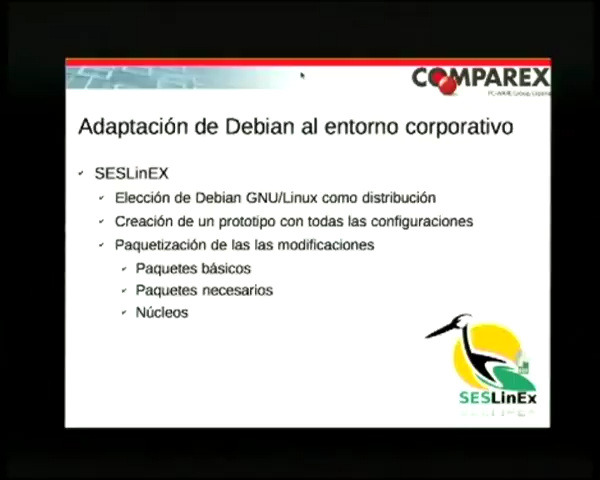 COMPAREX
Adaptación de Debian al entorno corporativo
SESLinEX
Elección de Debian GNU/Linux como distribución
Creación de un prototipo con todas las configuraciones
Paquetización de las las modificaciones
Paquetes básicos
Paquetes necesarios
Núcleos
SESLinEx